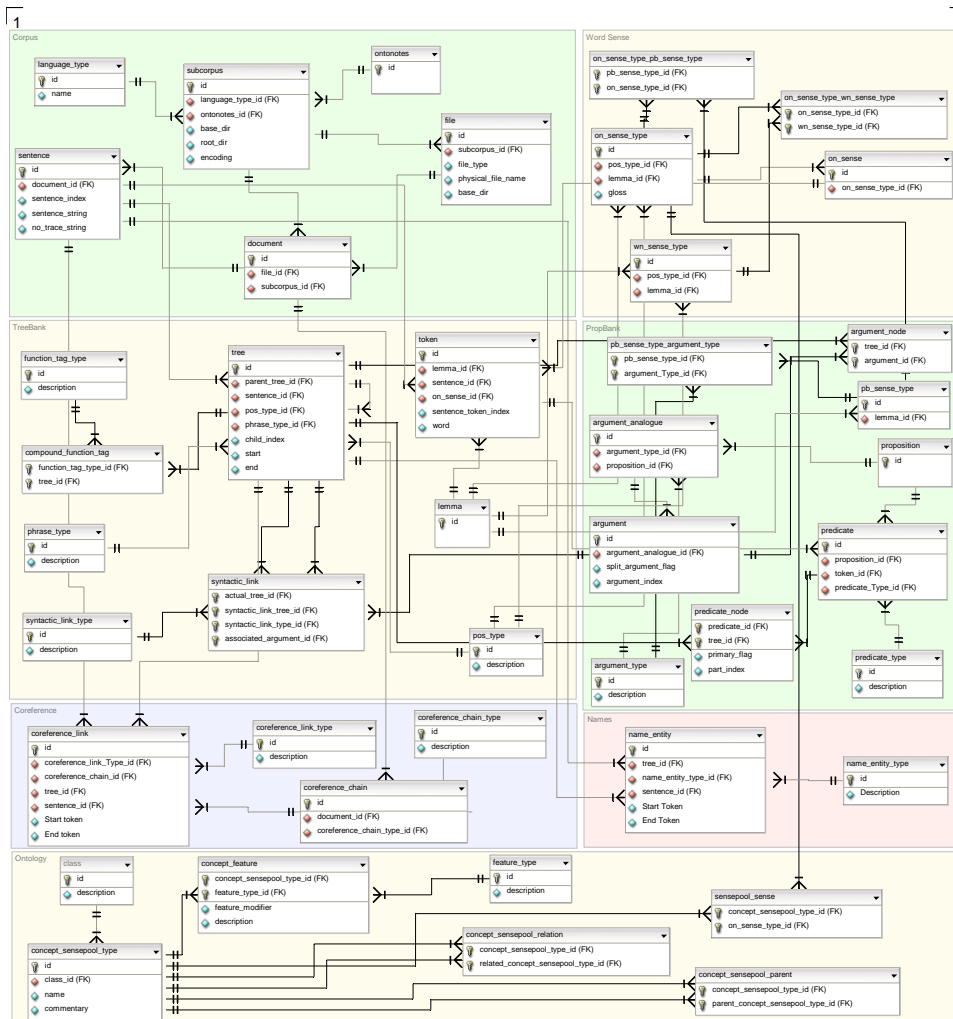 1
Corpus
language_type
id
name
subcorpus
id
language_type_id (FK)
ontonotes_id (FK)
base_dir
root_dir
encoding
ontonotes
id
file
id
subcorpus_id (FK)
file_type
physical_file_name
base_dir
sentence
id
document_id (FK)
sentence_index
sentence_string
no_trace_string
document
id
file_id (FK)
subcorpus_id (FK)
Word Sense
on_sense_type_pb_sense_type
pb_sense_type_id (FK)
on_sense_type_id (FK)
on_sense_type_wn_sense_type
on_sense_type_id (FK)
wn_sense_type_id (FK)
on_sense_type
id
pos_type_id (FK)
lemma_id (FK)
gloss
on_sense
id
on_sense_type_id (FK)
wn_sense_type
id
pos_type_id (FK)
lemma_id (FK)
TreeBank
function_tag_type
id
description
tree
id
parent_tree_id (FK)
sentence_id (FK)
pos_type_id (FK)
phrase_type_id (FK)
child_index
start
end
token
id
lemma_id (FK)
sentence_id (FK)
on_sense_id (FK)
sentence_token_index
word
compound_function_tag
function_tag_type_id (FK)
tree_id (FK)
lemma
id
phrase_type
id
description
syntactic_link
actual_tree_id (FK)
syntactic_link_tree_id (FK)
syntactic_link_type_id (FK)
associated_argument_id (FK)
syntactic_link_type
id
description
pos_type
id
description
PropBank
pb_sense_type_argument_type
pb_sense_type_id (FK)
argument_Type_id (FK)
argument_node
tree_id (FK)
argument_id (FK)
pb_sense_type
id
lemma_id (FK)
argument_analogue
id
argument_type_id (FK)
proposition_id (FK)
proposition
id
argument
id
argument_analogue_id (FK)
split_argument_flag
argument_index
predicate
id
proposition_id (FK)
token_id (FK)
predicate_Type_id (FK)
predicate_node
predicate_id (FK)
tree_id (FK)
primary_flag
part_index
argument_type
id
description
predicate_type
id
description
Coreference
coreference_link
id
coreference_link_Type_id (FK)
coreference_chain_id (FK)
tree_id (FK)
sentence_id (FK)
Start token
End token
coreference_link_type
id
description
coreference_chain_type
id
description
coreference_chain
id
document_id (FK)
coreference_chain_type_id (FK)
Names
name_entity
id
tree_id (FK)
name_entity_type_id (FK)
sentence_id (FK)
Start Token
End Token
name_entity_type
id
Description
Ontology
class
id
description
concept_feature
concept_sensepool_type_id (FK)
feature_type_id (FK)
feature_modifier
description
feature_type
id
description
sensepool_sense
concept_sensepool_type_id (FK)
on_sense_type_id (FK)
concept_sensepool_type
id
class_id (FK)
name
commentary
concept_sensepool_relation
concept_sensepool_type_id (FK)
related_concept_sensepool_type_id (FK)
concept_sensepool_parent
concept_sensepool_type_id (FK)
parent_concept_sensepool_type_id (FK)